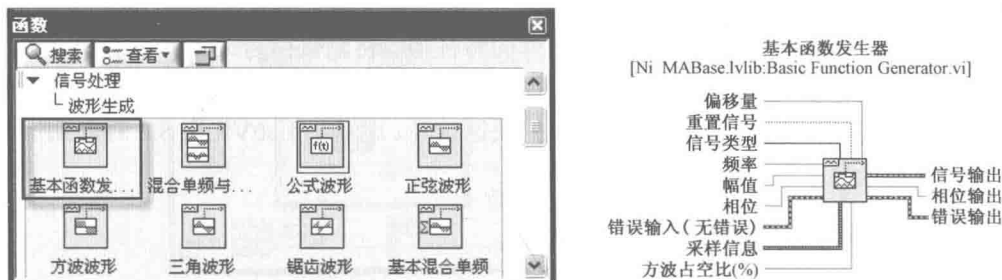 函数
搜索 查看
信号处理
波形生成
基本函数发... 混合单频与... 公式波形 正弦波形
f(t)
方波波形 三角波形 锯齿波形 基本混合单频
基本函数发生器
[Ni_MABase.lvlib:Basic Function Generator.vi]
偏移量
重置信号
信号类型
频率
幅值
相位
错误输入(无错误)
采样信息
方波占空比(%)
信号输出
相位输出
错误输出